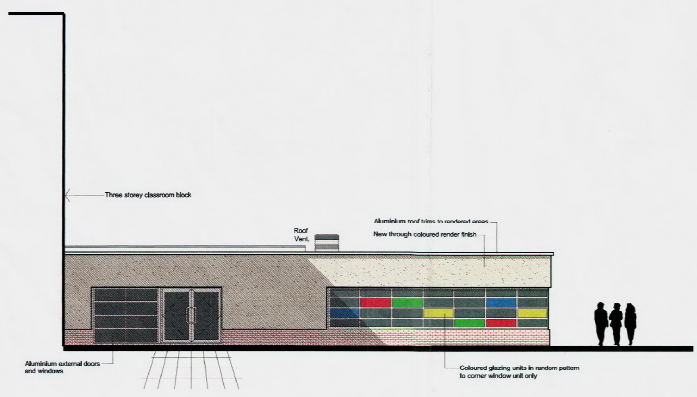 Three storey classroom block
Aluminium roof trims to rendered areas
Roof
Vent.
New through coloured render finish
Aluminium external doors
and windows
Coloured glazing units in random pattern
to corner window unit only